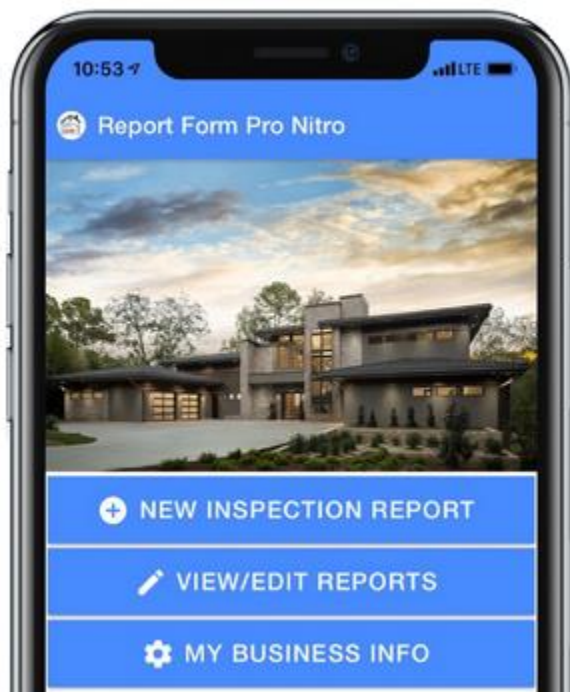 10:53
LTE
Report Form Pro Nitro
NEW INSPECTION REPORT
VIEW/EDIT REPORTS
MY BUSINESS INFO